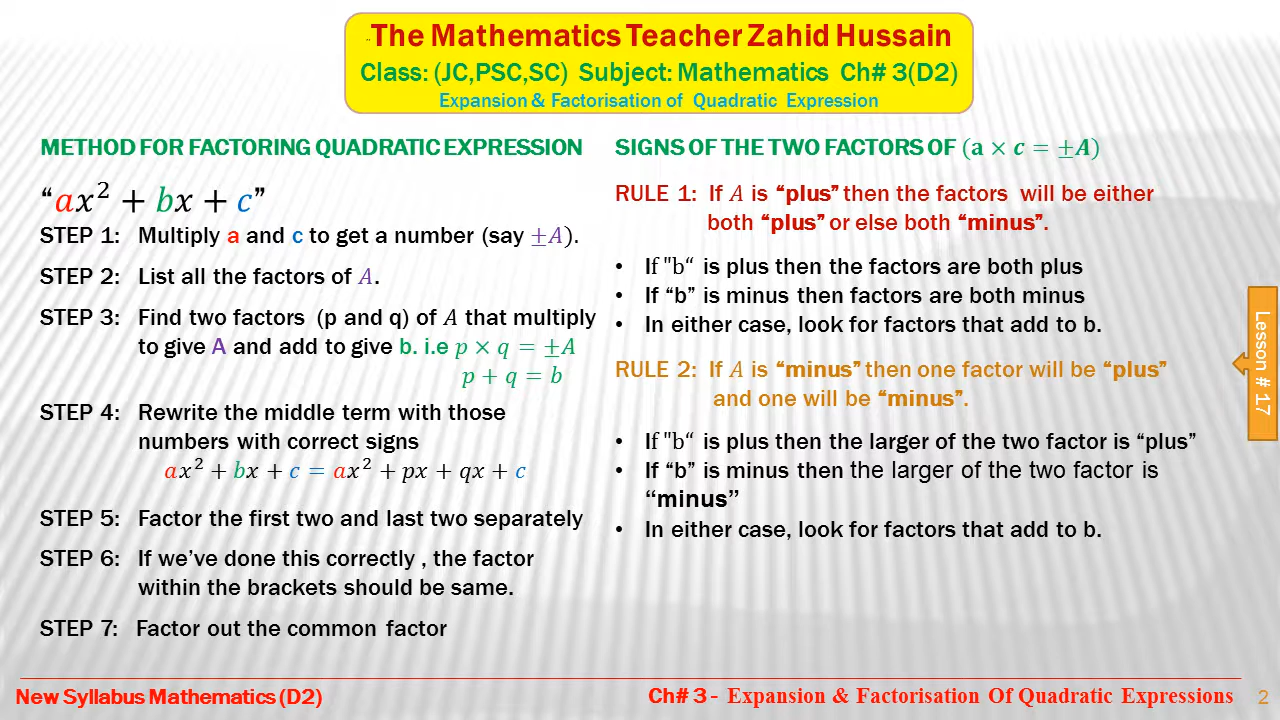 The Mathematics Teacher Zahid Hussain
Class: (JC,PSC,SC) Subject: Mathematics Ch# 3(D2)
Expansion & Factorisation of Quadratic Expression
METHOD FOR FACTORING QUADRATIC EXPRESSION
“ax² + bx + c”
STEP 1: Multiply a and c to get a number (say ±A).
STEP 2: List all the factors of A.
STEP 3: Find two factors (p and q) of A that multiply
to give A and add to give b. i.e p × q = ±A
p + q = b
STEP 4: Rewrite the middle term with those
numbers with correct signs
ax² + bx + c = ax² + px + qx + c
STEP 5: Factor the first two and last two separately
STEP 6: If we’ve done this correctly , the factor
within the brackets should be same.
STEP 7: Factor out the common factor
SIGNS OF THE TWO FACTORS OF (a × c = ±A)
RULE 1: If A is “plus” then the factors will be either
both “plus” or else both “minus”.
• If "b“ is plus then the factors are both plus
• If “b” is minus then factors are both minus
• In either case, look for factors that add to b.
RULE 2: If A is “minus” then one factor will be “plus”
and one will be “minus”.
• If "b“ is plus then the larger of the two factor is “plus”
• If “b” is minus then the larger of the two factor is
“minus”
• In either case, look for factors that add to b.
Lesson # 17
New Syllabus Mathematics (D2)
Ch# 3 - Expansion & Factorisation Of Quadratic Expressions
2